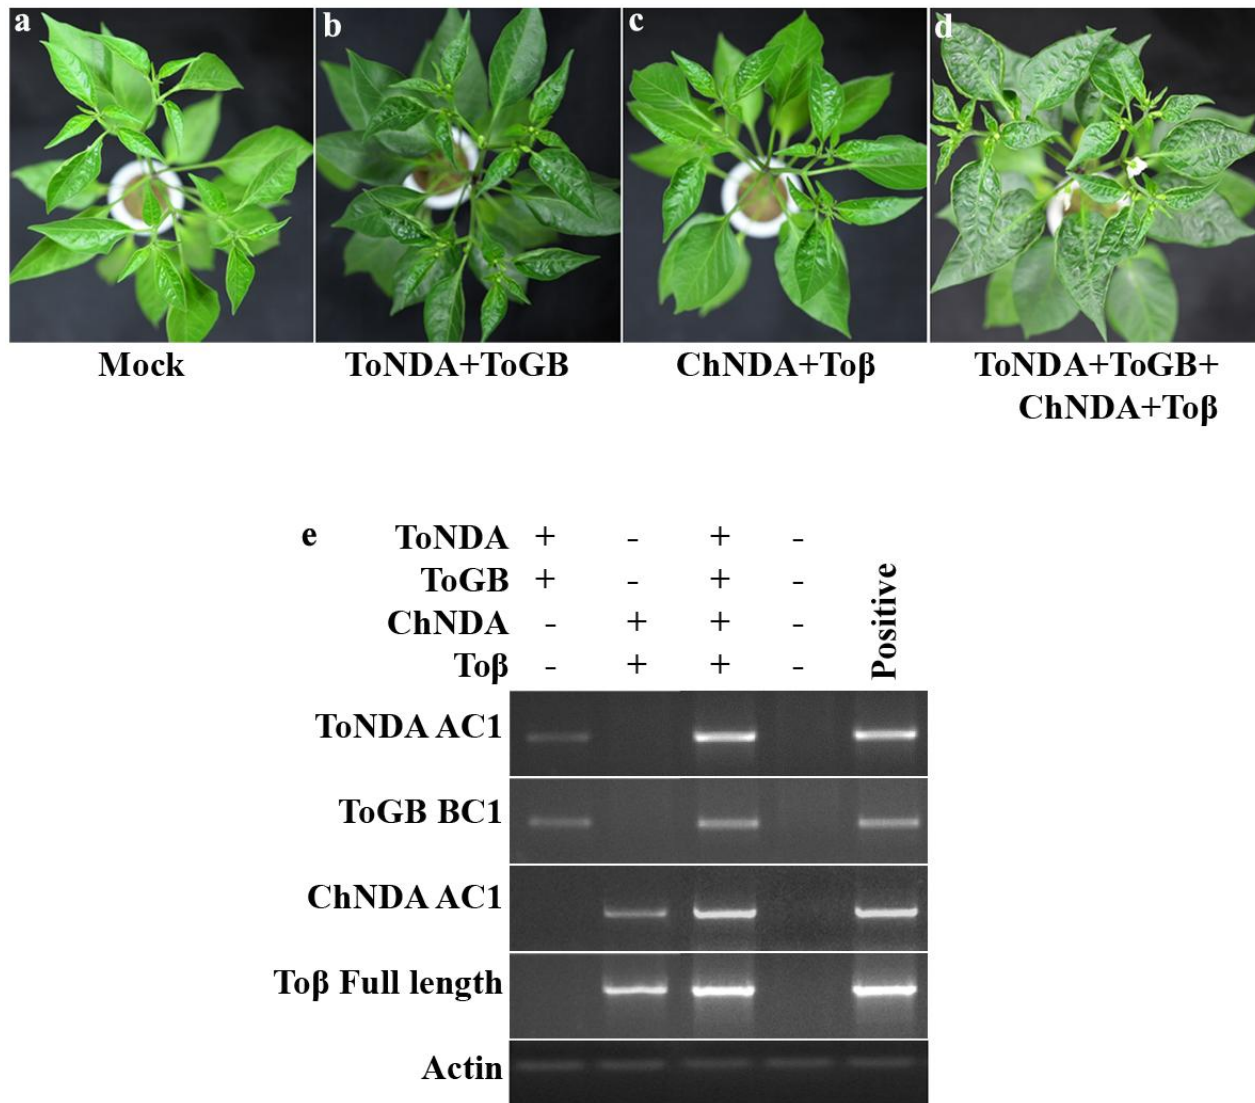 a b c d
Mock ToNDA+ToGB ChNDA+Toβ ToNDA+ToGB+
ChNDA+Toβ
e ToNDA + - + -
ToGB + - + -
ChNDA - + + -
Toβ - + + -
Positive
ToNDA AC1
ToGB BC1
ChNDA AC1
Toβ Full length
Actin